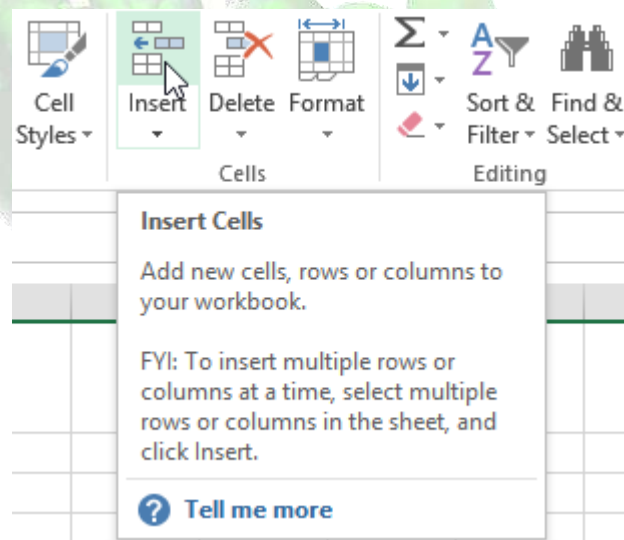 Cell Styles
Insert
Delete
Format
Sort & Filter
Find & Select
Cells
Editing
Insert Cells
Add new cells, rows or columns to
your workbook.
FYI: To insert multiple rows or
columns at a time, select multiple
rows or columns in the sheet, and
click Insert.
Tell me more